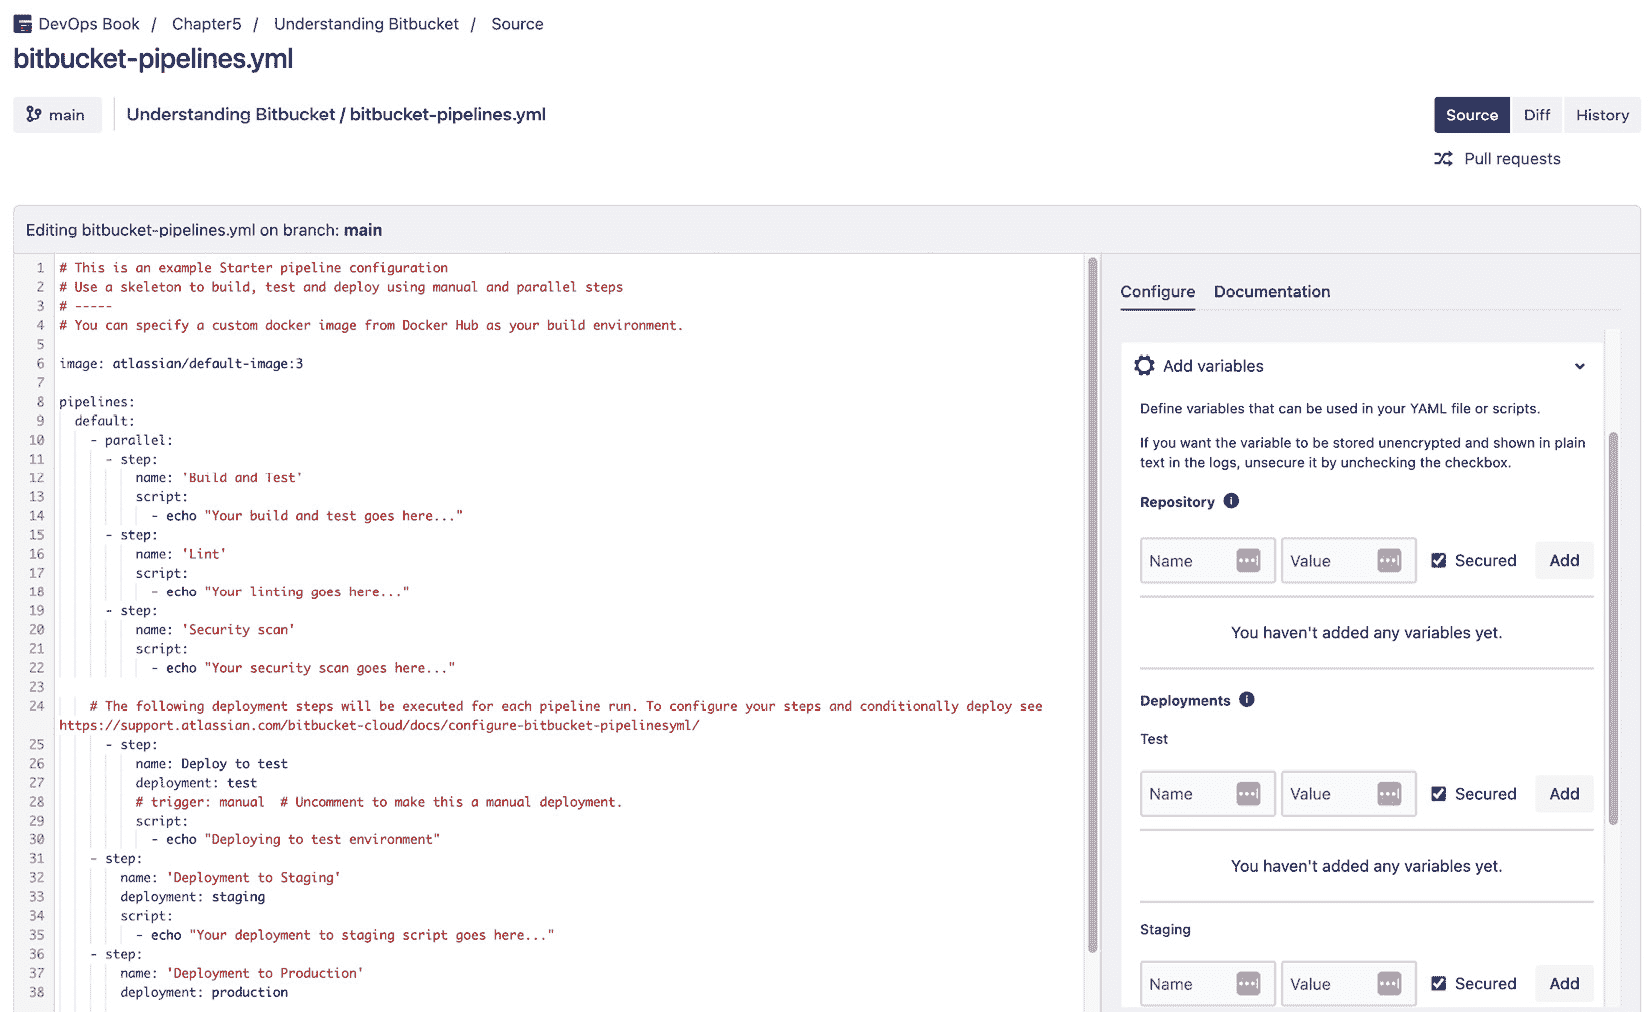 DevOps Book / Chapter5 / Understanding Bitbucket / Source
bitbucket-pipelines.yml
main
Understanding Bitbucket / bitbucket-pipelines.yml
Source Diff History
Pull requests
Editing bitbucket-pipelines.yml on branch: main
1 # This is an example Starter pipeline configuration
2 # Use a skeleton to build, test and deploy using manual and parallel steps
3 # -----
4 # You can specify a custom docker image from Docker Hub as your build environment.
5
6 image: atlassian/default-image:3
7
8 pipelines:
9   default:
10     - parallel:
11       - step:
12           name: 'Build and Test'
13           script:
14             - echo "Your build and test goes here..."
15       - step:
16           name: 'Lint'
17           script:
18             - echo "Your linting goes here..."
19       - step:
20           name: 'Security scan'
21           script:
22             - echo "Your security scan goes here..."
23
24     # The following deployment steps will be executed for each pipeline run. To configure your steps and conditionally deploy see
https://support.atlassian.com/bitbucket-cloud/docs/configure-bitbucket-pipelinesyml/
25       - step:
26           name: Deploy to test
27           deployment: test
28           # trigger: manual  # Uncomment to make this a manual deployment.
29           script:
30             - echo "Deploying to test environment"
31     - step:
32         name: 'Deployment to Staging'
33         deployment: staging
34         script:
35           - echo "Your deployment to staging script goes here..."
36     - step:
37         name: 'Deployment to Production'
38         deployment: production
Configure Documentation
Add variables
Define variables that can be used in your YAML file or scripts.
If you want the variable to be stored unencrypted and shown in plain
text in the logs, unsecure it by unchecking the checkbox.
Repository
Name Value Secured Add
You haven't added any variables yet.
Deployments
Test
Name Value Secured Add
You haven't added any variables yet.
Staging
Name Value Secured Add